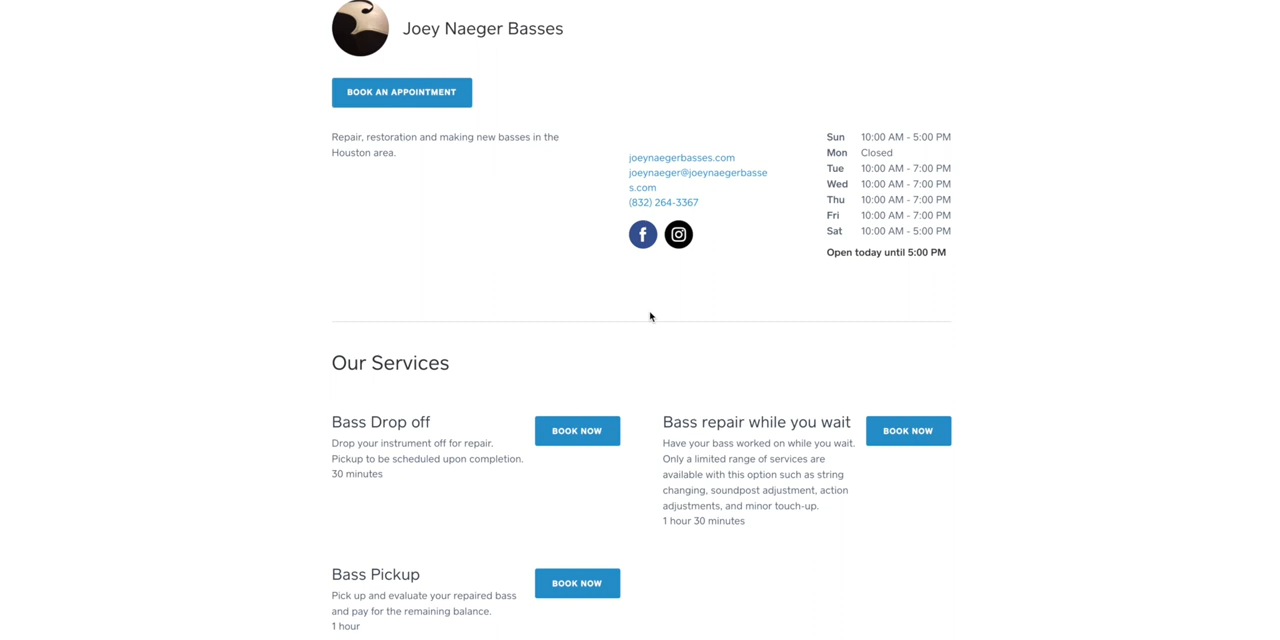 Joey Naeger Basses
BOOK AN APPOINTMENT
Repair, restoration and making new basses in the
Houston area.
joeynaegerbasses.com
joeynaeger@joeynaegerbasse
s.com
(832) 264-3367
Sun 10:00 AM - 5:00 PM
Mon Closed
Tue 10:00 AM - 7:00 PM
Wed 10:00 AM - 7:00 PM
Thu 10:00 AM - 7:00 PM
Fri 10:00 AM - 7:00 PM
Sat 10:00 AM - 5:00 PM
Open today until 5:00 PM
Our Services
Bass Drop off
BOOK NOW
Drop your instrument off for repair.
Pickup to be scheduled upon completion.
30 minutes
Bass repair while you wait
BOOK NOW
Have your bass worked on while you wait.
Only a limited range of services are
available with this option such as string
changing, soundpost adjustment, action
adjustments, and minor touch-up.
1 hour 30 minutes
Bass Pickup
BOOK NOW
Pick up and evaluate your repaired bass
and pay for the remaining balance.
1 hour